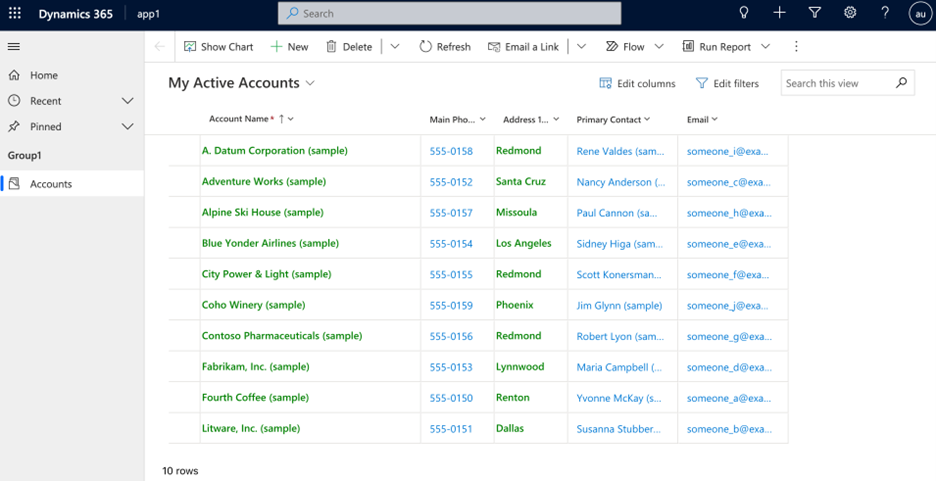 Dynamics 365 app1 Search au
Show Chart New Delete Refresh Email a Link Flow Run Report
Home
Recent
Pinned
Group1
Accounts
My Active Accounts Edit columns Edit filters Search this view
Account Name* Main Pho... Address 1... Primary Contact Email
A. Datum Corporation (sample) 555-0158 Redmond Rene Valdes (sam... someone_i@exa...
Adventure Works (sample) 555-0152 Santa Cruz Nancy Anderson (... someone_c@exa...
Alpine Ski House (sample) 555-0157 Missoula Paul Cannon (sa... someone_h@exa...
Blue Yonder Airlines (sample) 555-0154 Los Angeles Sidney Higa (sam... someone_e@exa...
City Power & Light (sample) 555-0155 Redmond Scott Konersman... someone_f@exa...
Coho Winery (sample) 555-0159 Phoenix Jim Glynn (sample) someone_j@exa...
Contoso Pharmaceuticals (sample) 555-0156 Redmond Robert Lyon (sam... someone_g@exa...
Fabrikam, Inc. (sample) 555-0153 Lynnwood Maria Campbell (... someone_d@exa...
Fourth Coffee (sample) 555-0150 Renton Yvonne McKay (s... someone_a@exa...
Litware, Inc. (sample) 555-0151 Dallas Susanna Stubber... someone_b@exa...
10 rows